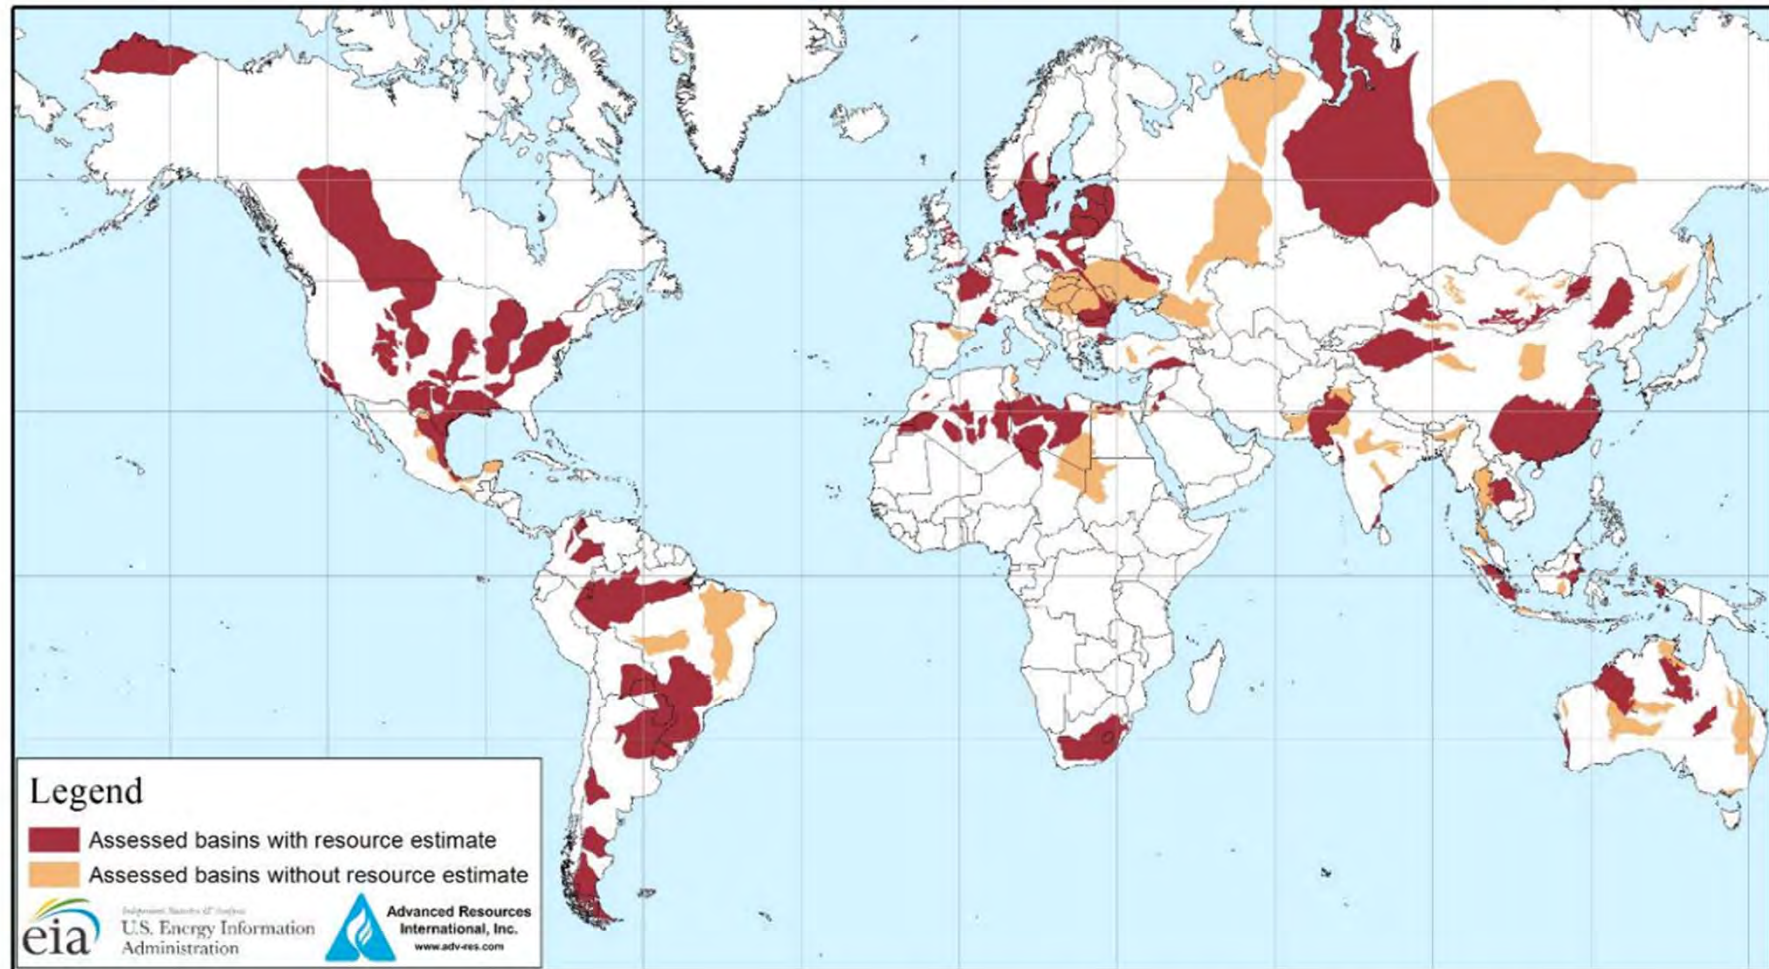 Legend
Assessed basins with resource estimate
Assessed basins without resource estimate
eia
U.S. Energy Information
Administration
Advanced Resources
International, Inc.
www.adv-res.com